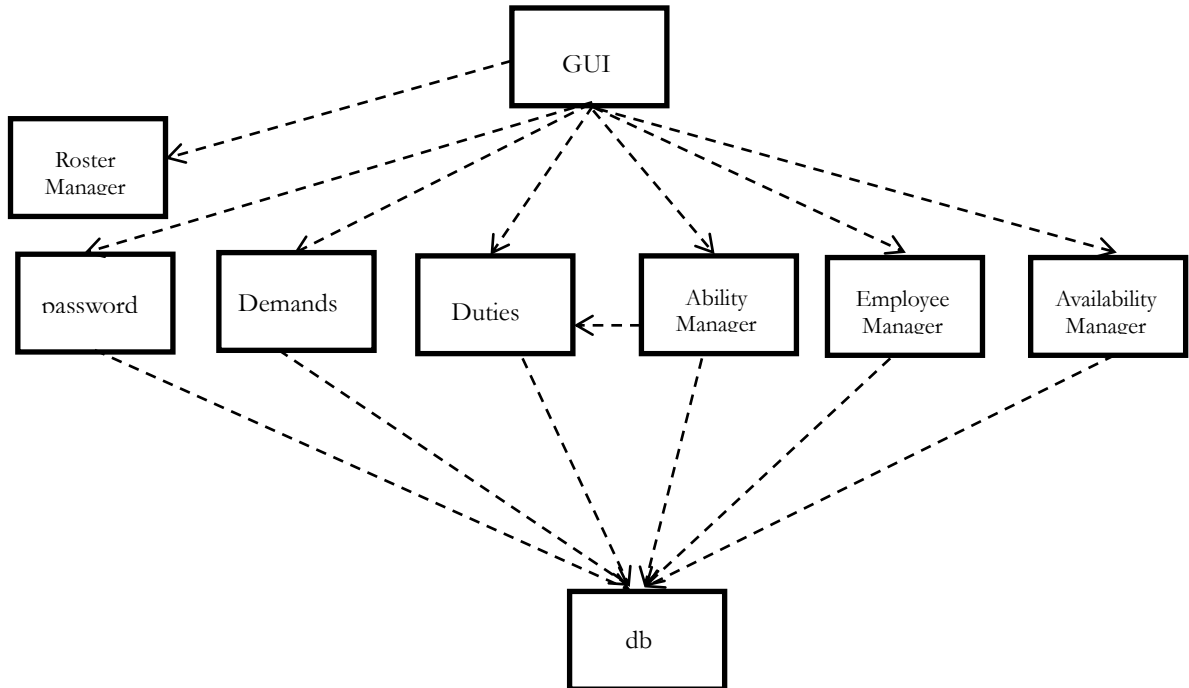 GUI
Roster
Manager
password
Demands
Duties
Ability
Manager
Employee
Manager
Availability
Manager
db